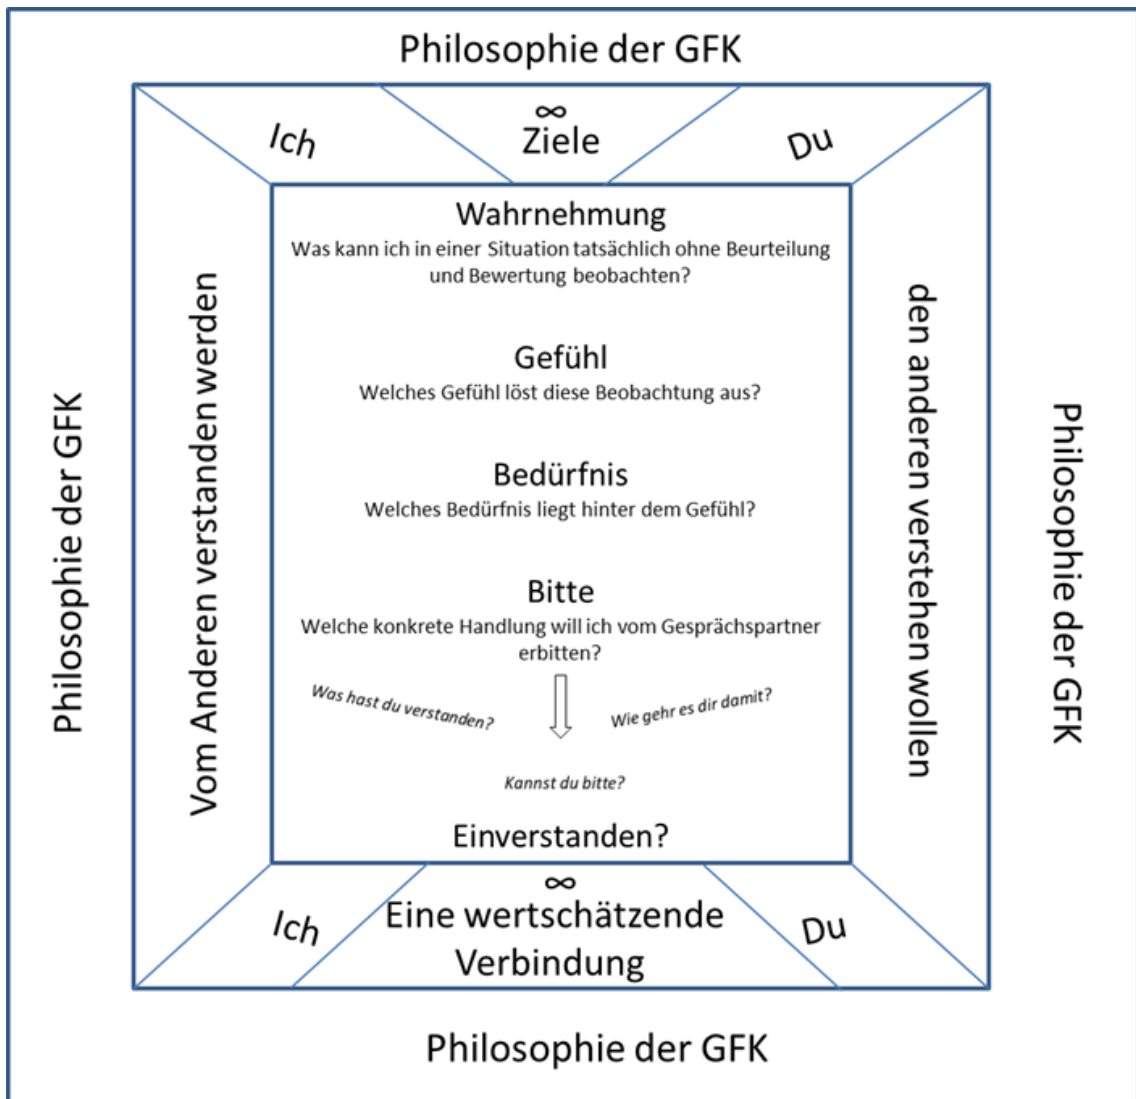 Philosophie der GFK
∞
Ich
Ziele
Du
Wahrnehmung
Was kann ich in einer Situation tatsächlich ohne Beurteilung
und Bewertung beobachten?
Gefühl
Welches Gefühl löst diese Beobachtung aus?
Bedürfnis
Welches Bedürfnis liegt hinter dem Gefühl?
Bitte
Welche konkrete Handlung will ich vom Gesprächspartner
erbitten?
Was hast du verstanden?
Wie gehr es dir damit?
Kannst du bitte?
Einverstanden?
Philosophie der GFK
Vom Anderen verstanden werden
den anderen verstehen wollen
Philosophie der GFK
∞
Ich
Eine wertschätzende
Verbindung
Du
Philosophie der GFK